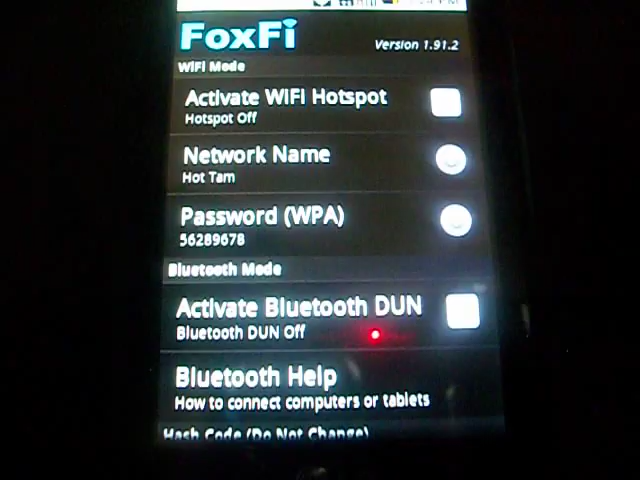 FoxFi
Version 1.91.2
WiFi Mode
Activate WiFi Hotspot
Hotspot Off
Network Name
Hot Tam
Password (WPA)
56289678
Bluetooth Mode
Activate Bluetooth DUN
Bluetooth DUN Off
Bluetooth Help
How to connect computers or tablets
Hash Code (Do Not Change)